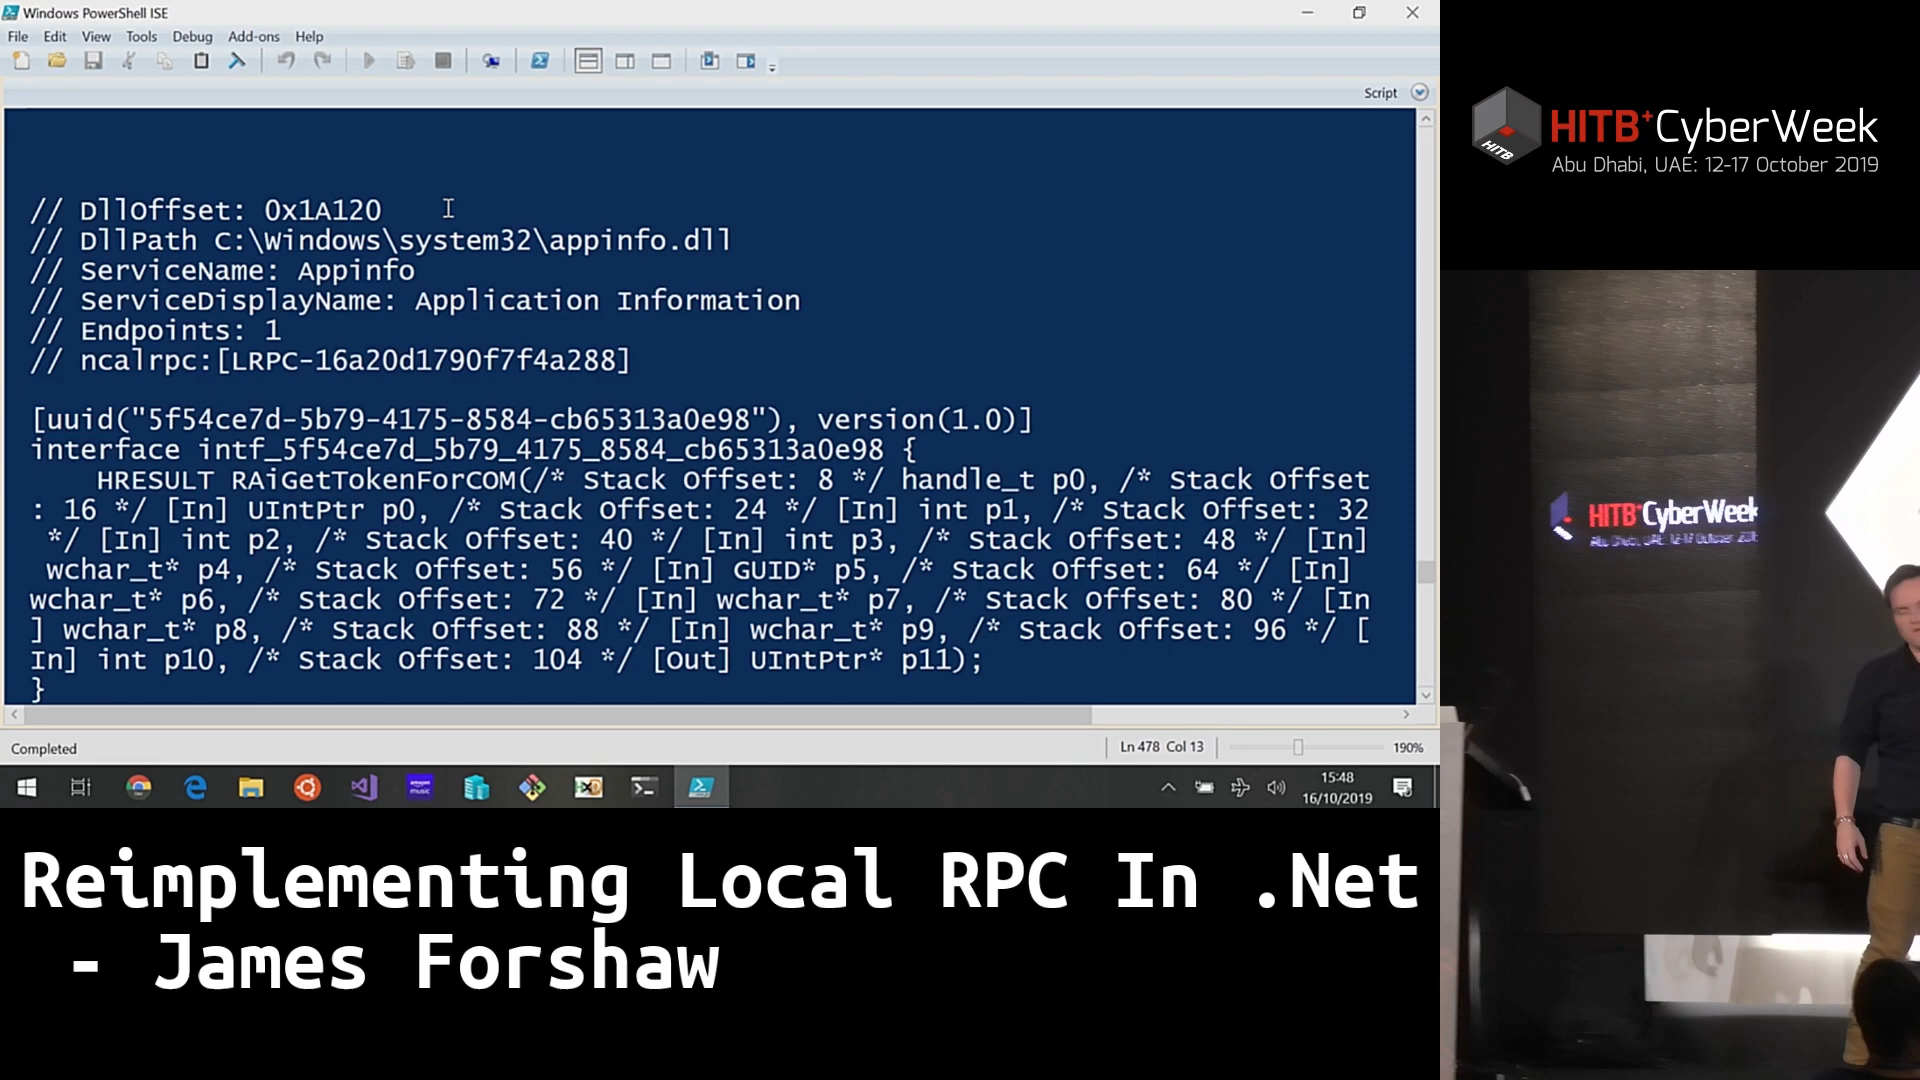 Windows PowerShell ISE
File Edit View Tools Debug Add-ons Help
Script
// DllOffset: 0x1A120
// DllPath C:\Windows\system32\appinfo.dll
// ServiceName: Appinfo
// ServiceDisplayName: Application Information
// Endpoints: 1
// ncalrpc:[LRPC-16a20d1790f7f4a288]
[uuid("5f54ce7d-5b79-4175-8584-cb65313a0e98"), version(1.0)]
interface intf_5f54ce7d_5b79_4175_8584_cb65313a0e98 {
HRESULT RAiGetTokenForCOM(/* Stack Offset: 8 */ handle_t p0, /* Stack Offset
: 16 */ [In] UIntPtr p0, /* Stack Offset: 24 */ [In] int p1, /* Stack Offset: 32
*/ [In] int p2, /* Stack Offset: 40 */ [In] int p3, /* Stack Offset: 48 */ [In]
wchar_t* p4, /* Stack Offset: 56 */ [In] GUID* p5, /* Stack Offset: 64 */ [In]
wchar_t* p6, /* Stack Offset: 72 */ [In] wchar_t* p7, /* Stack Offset: 80 */ [In
] wchar_t* p8, /* Stack Offset: 88 */ [In] wchar_t* p9, /* Stack Offset: 96 */ [
In] int p10, /* Stack Offset: 104 */ [Out] UIntPtr* p11);
}
Completed
Ln 478 Col 13
190%
amazon
music
15:48
16/10/2019
Reimplementing Local RPC In .Net
- James Forshaw
HITB
HITB+CyberWeek
Abu Dhabi, UAE: 12-17 October 2019
HITB+CyberWeek